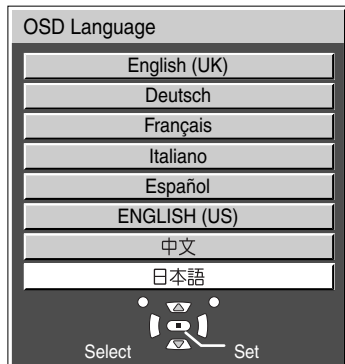 OSD Language
English (UK)
Deutsch
Français
Italiano
Español
ENGLISH (US)
中文
日本語
Select Set